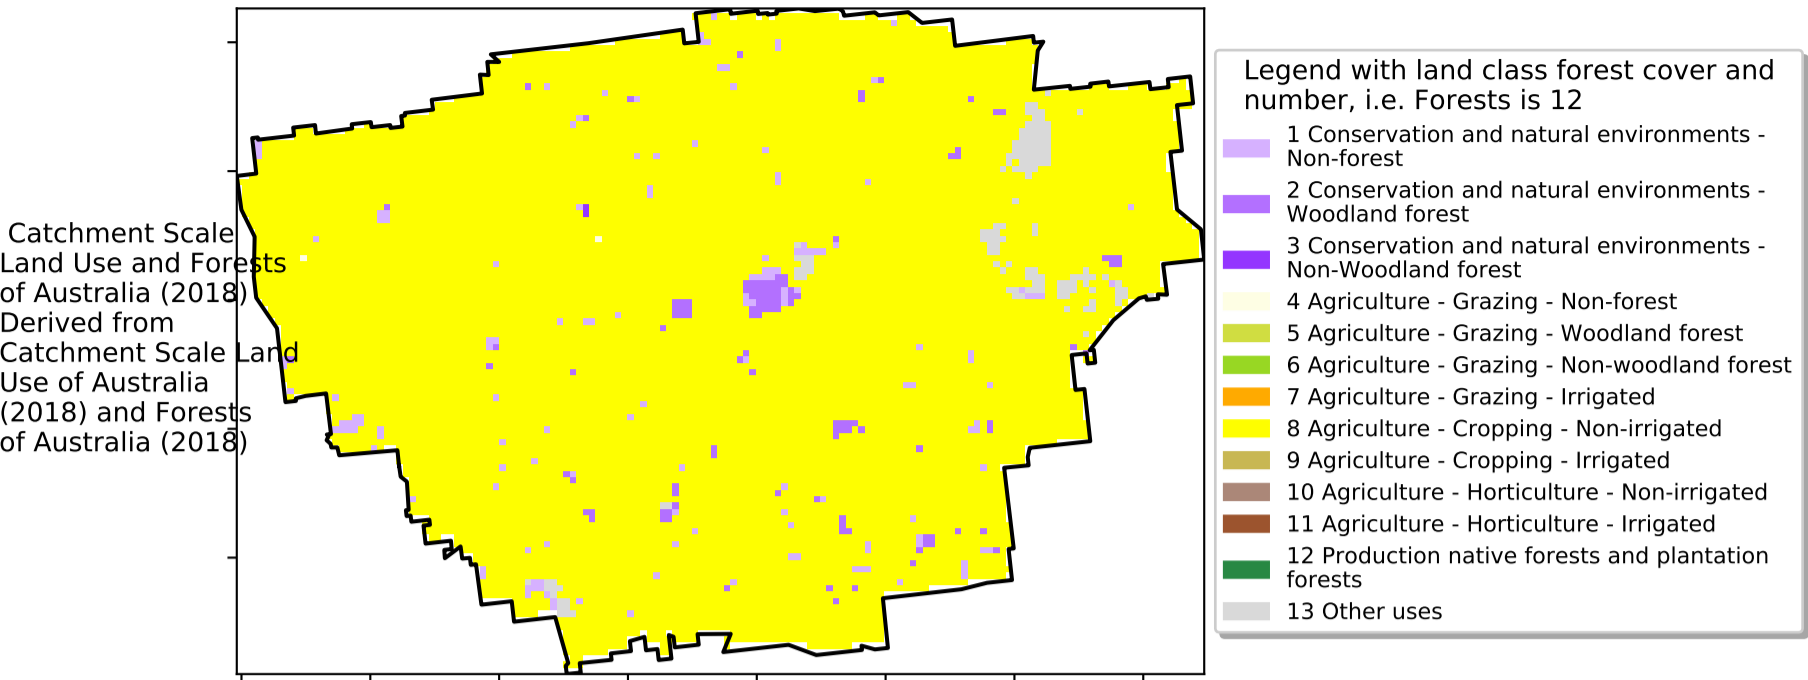 Catchment Scale
Land Use and Forests
of Australia (2018)
Derived from
Catchment Scale Land
Use of Australia
(2018) and Forests
of Australia (2018)
Legend with land class forest cover and
number, i.e. Forests is 12
1 Conservation and natural environments -
Non-forest
2 Conservation and natural environments -
Woodland forest
3 Conservation and natural environments -
Non-Woodland forest
4 Agriculture - Grazing - Non-forest
5 Agriculture - Grazing - Woodland forest
6 Agriculture - Grazing - Non-woodland forest
7 Agriculture - Grazing - Irrigated
8 Agriculture - Cropping - Non-irrigated
9 Agriculture - Cropping - Irrigated
10 Agriculture - Horticulture - Non-irrigated
11 Agriculture - Horticulture - Irrigated
12 Production native forests and plantation
forests
13 Other uses